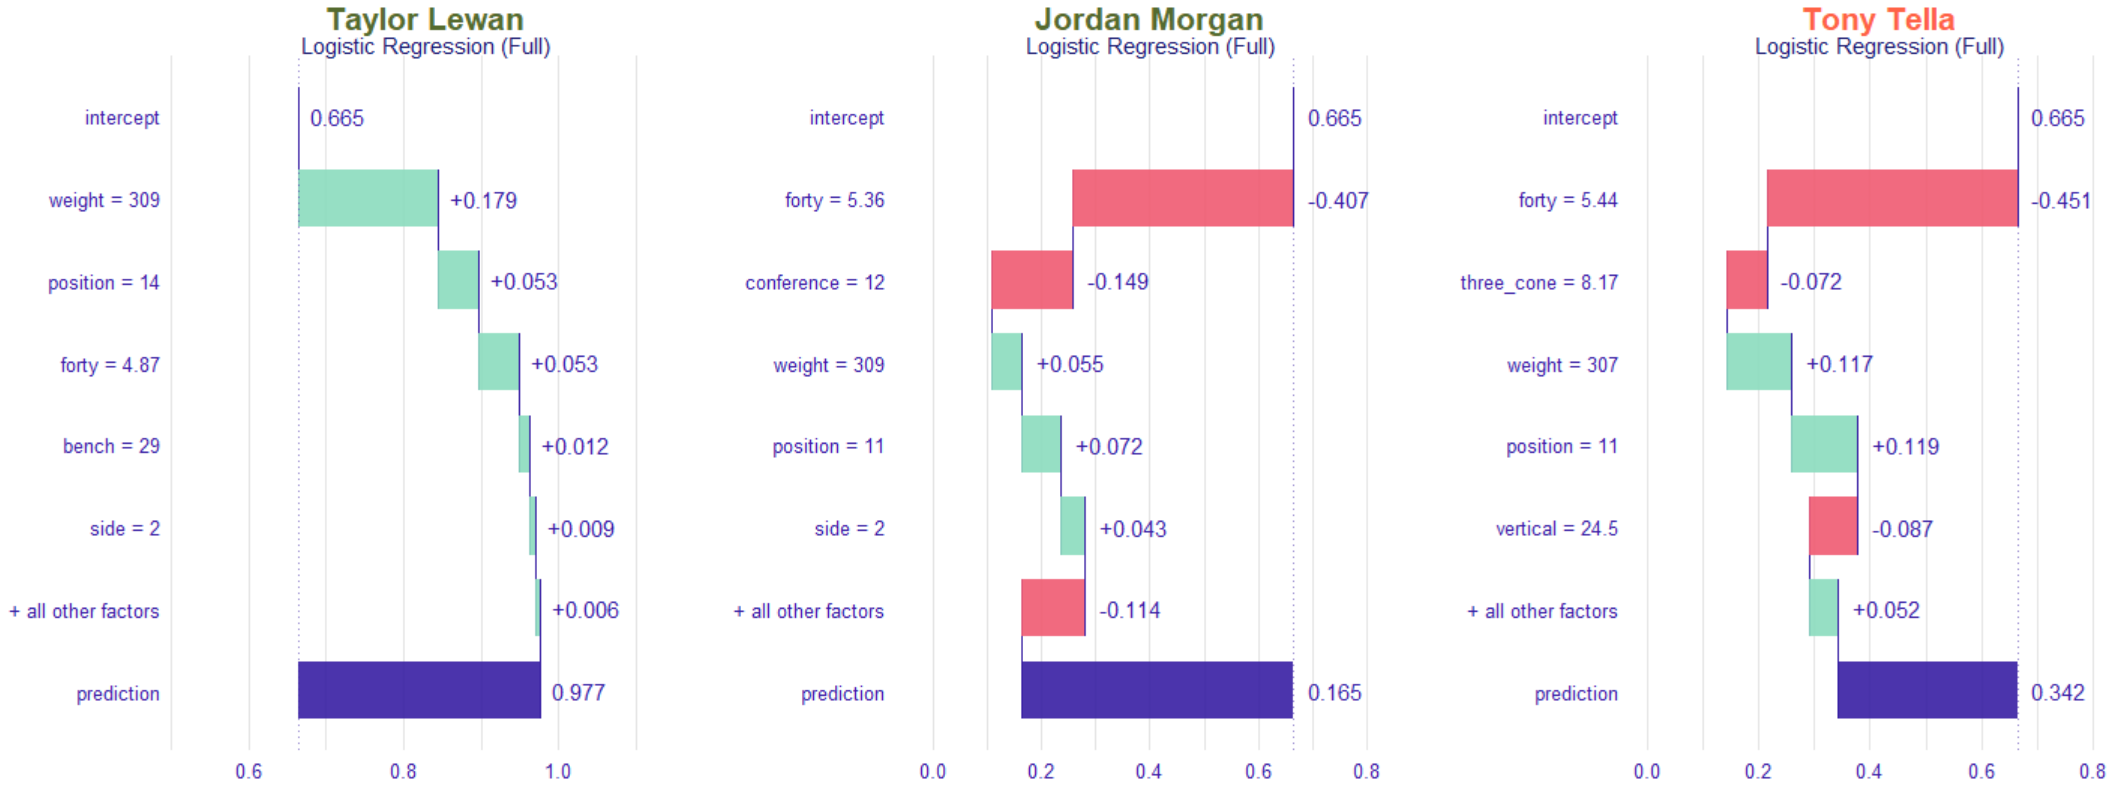 Taylor Lewan
Logistic Regression (Full)
intercept
0.665
weight = 309
+0.179
position = 14
+0.053
forty = 4.87
+0.053
bench = 29
+0.012
side = 2
+0.009
+ all other factors
+0.006
prediction
0.977
0.6
0.8
1.0
Jordan Morgan
Logistic Regression (Full)
intercept
0.665
forty = 5.36
-0.407
conference = 12
-0.149
weight = 309
+0.055
position = 11
+0.072
side = 2
+0.043
+ all other factors
-0.114
prediction
0.165
0.0
0.2
0.4
0.6
0.8
Tony Tella
Logistic Regression (Full)
intercept
0.665
forty = 5.44
-0.451
three_cone = 8.17
-0.072
weight = 307
+0.117
position = 11
+0.119
vertical = 24.5
-0.087
+ all other factors
+0.052
prediction
0.342
0.0
0.2
0.4
0.6
0.8